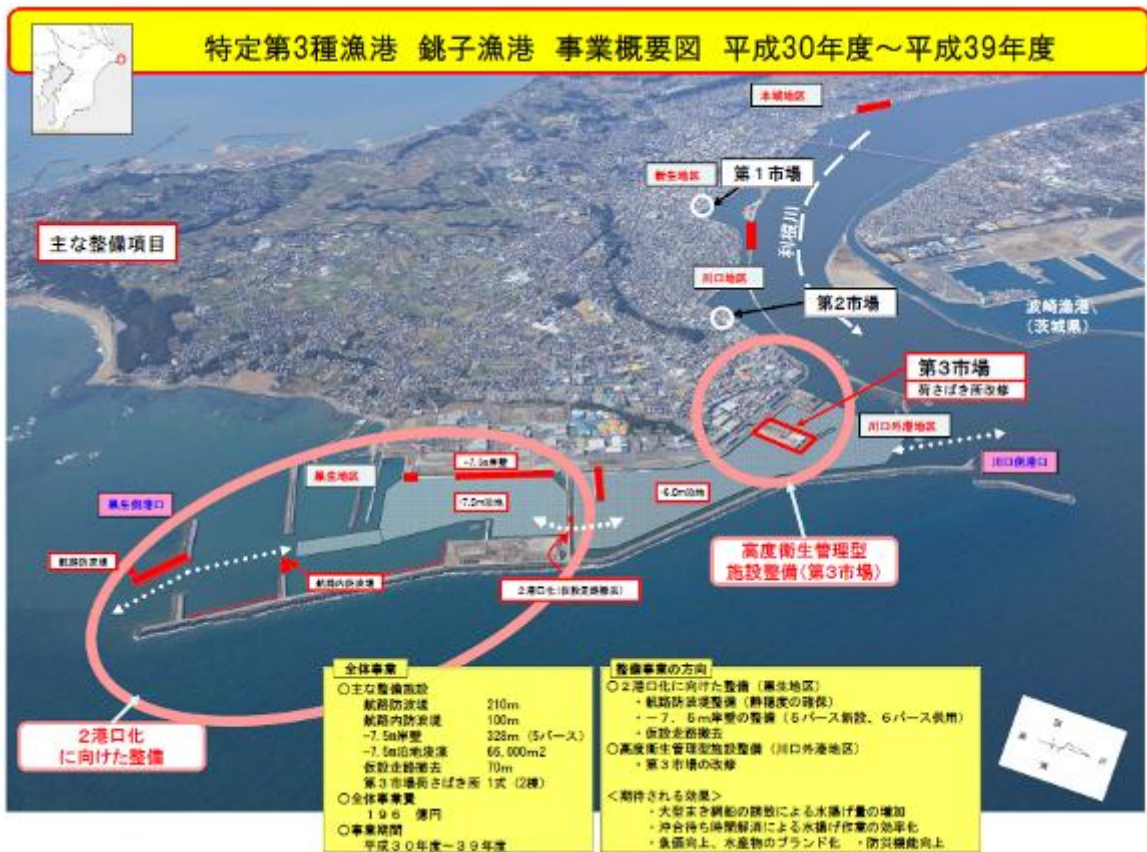 特定第3種漁港 銚子漁港 事業概要図 平成30年度～平成39年度
本城地区
新生地区
第1市場
主な整備項目
利根川
川口地区
第2市場
波崎漁港
(茨城県)
第3市場
荷さばき所改修
川口外港地区
黒生地区
-7.5m岸壁
川口側港口
黒生側港口
-7.5m泊地
-6.0m泊地
航路防波堤
航路内防波堤
2港口化(仮設走路撤去)
高度衛生管理型
施設整備(第3市場)
2港口化
に向けた整備
全体事業
○主な整備施設
航路防波堤 210m
航路内防波堤 100m
-7.5m岸壁 328m (5バース)
-7.5m泊地浚渫 66,000m2
仮設走路撤去 70m
第3市場荷さばき所 1式 (2棟)
○全体事業費
196 億円
○事業期間
平成30年度～39年度
整備事業の方向
○2港口化に向けた整備 (黒生地区)
・航路防波堤整備 (静穏度の確保)
・－7.5m岸壁の整備 (5バース新設、6バース供用)
・仮設走路撤去
○高度衛生管理型施設整備 (川口外港地区)
・第3市場の改修
＜期待される効果＞
・大型まき網船の誘致による水揚げ量の増加
・沖合待ち時間解消による水揚げ作業の効率化
・魚価向上、水産物のブランド化 ・防災機能向上